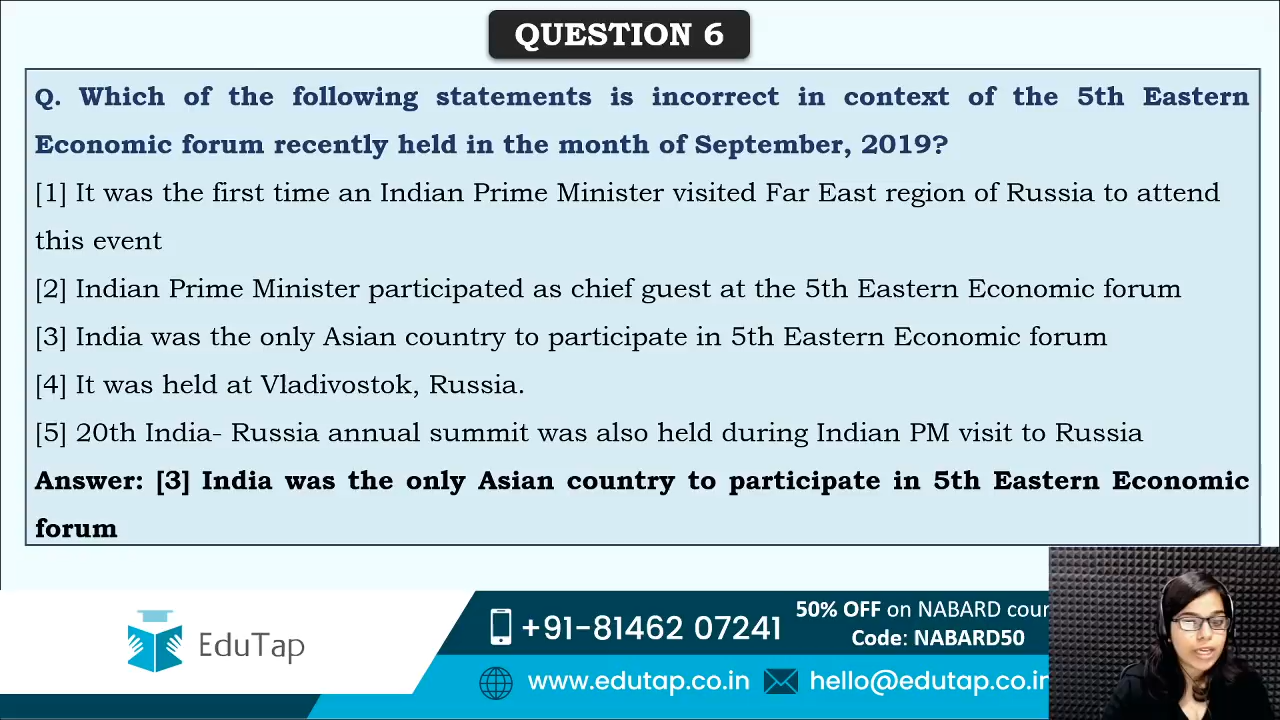 QUESTION 6
Q. Which of the following statements is incorrect in context of the 5th Eastern
Economic forum recently held in the month of September, 2019?
[1] It was the first time an Indian Prime Minister visited Far East region of Russia to attend
this event
[2] Indian Prime Minister participated as chief guest at the 5th Eastern Economic forum
[3] India was the only Asian country to participate in 5th Eastern Economic forum
[4] It was held at Vladivostok, Russia.
[5] 20th India- Russia annual summit was also held during Indian PM visit to Russia
Answer: [3] India was the only Asian country to participate in 5th Eastern Economic
forum
EduTap
+91-81462 07241
50% OFF on NABARD cour
Code: NABARD50
www.edutap.co.in
hello@edutap.co.in